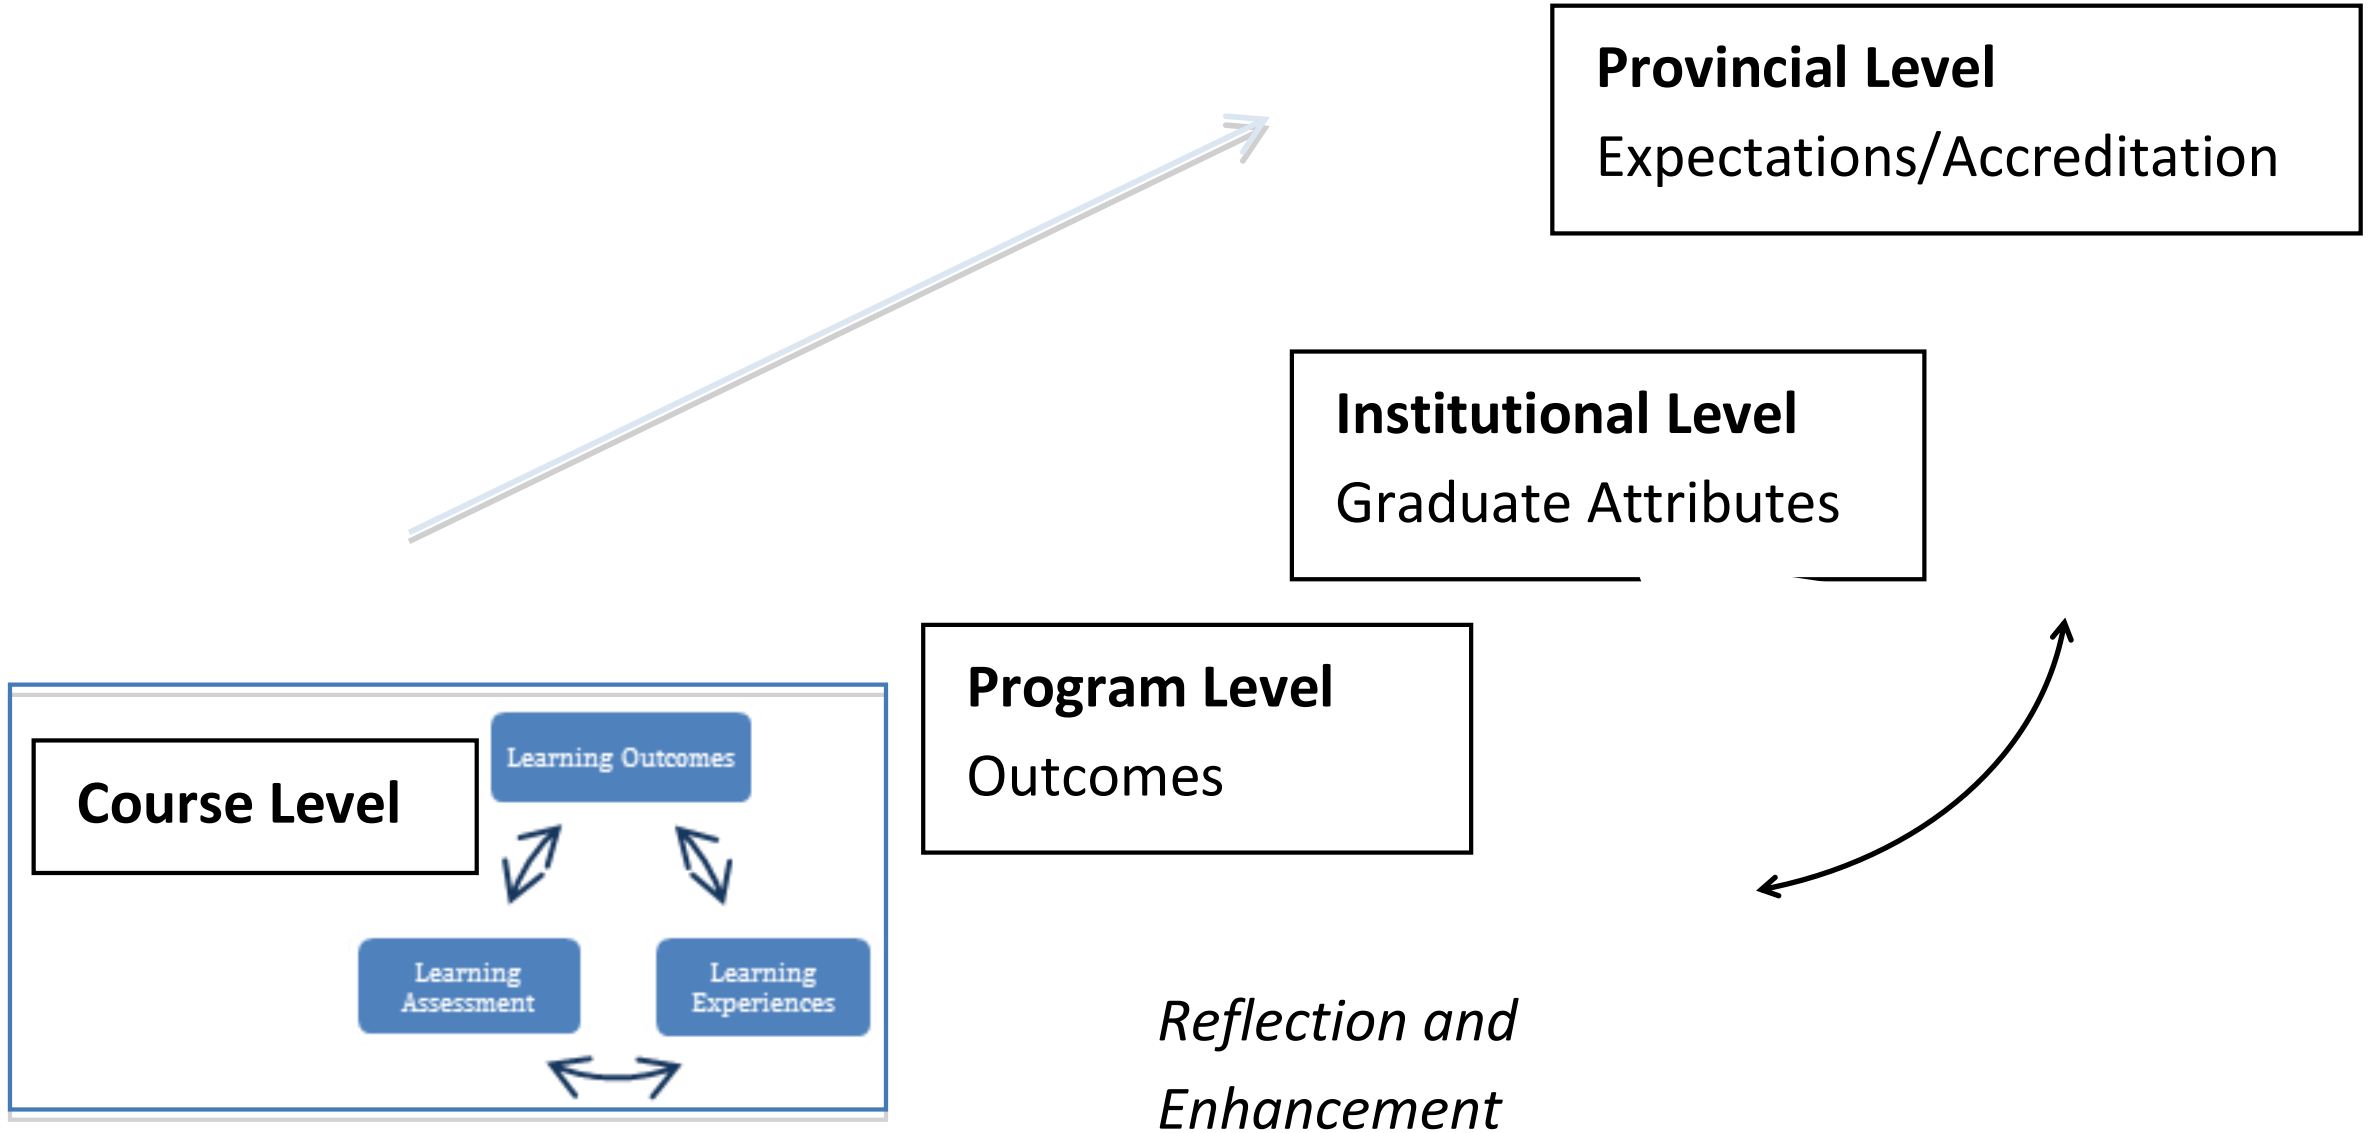 Provincial Level
Expectations/Accreditation
Institutional Level
Graduate Attributes
Program Level
Outcomes
Course Level
Learning Outcomes
Learning
Assessment
Learning
Experiences
Reflection and
Enhancement